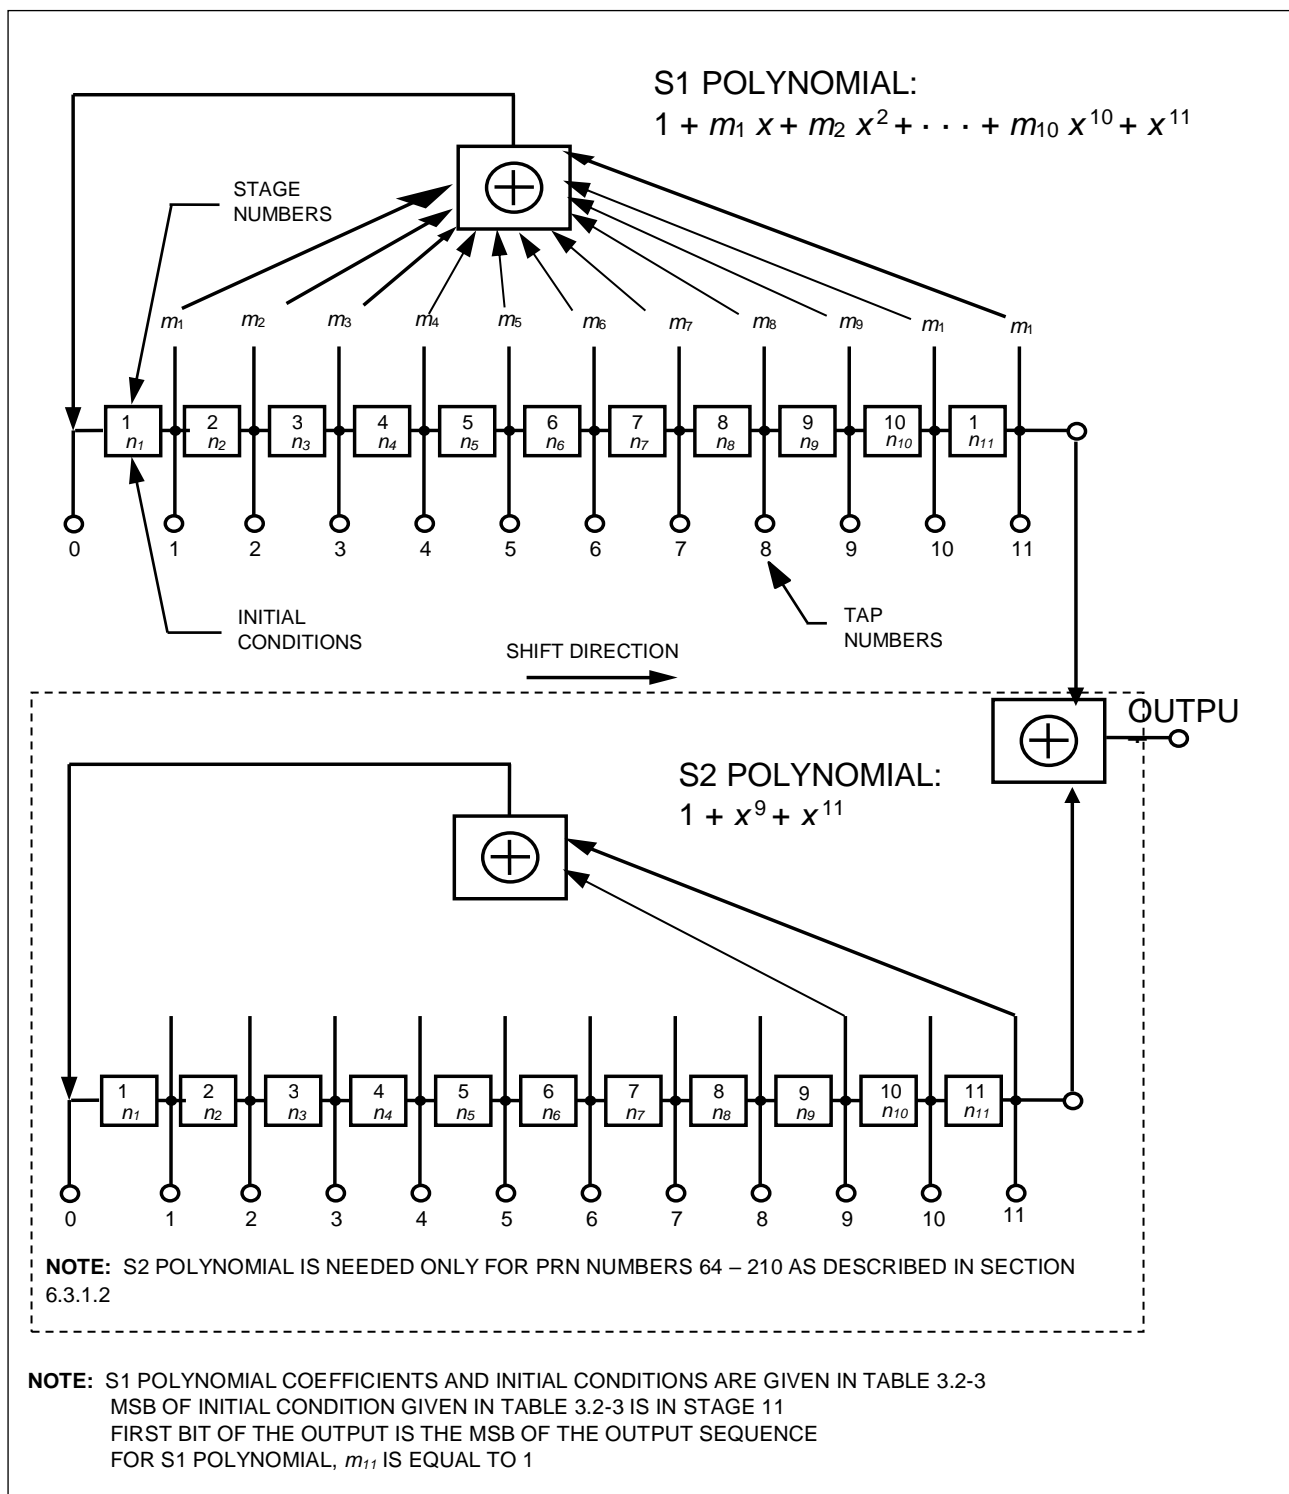 S1 POLYNOMIAL:
1 + m₁ x + m₂ x² + · · · + m₁₀ x¹⁰ + x¹¹
STAGE
NUMBERS
m₁ m₂ m₃ m₄ m₅ m₆ m₇ m₈ m₉ m₁ m₁
1 2 3 4 5 6 7 8 9 10 1
n₁ n₂ n₃ n₄ n₅ n₆ n₇ n₈ n₉ n₁₀ n₁₁
0 1 2 3 4 5 6 7 8 9 10 11
INITIAL
CONDITIONS
TAP
NUMBERS
SHIFT DIRECTION
OUTPU
S2 POLYNOMIAL:
1 + x⁹ + x¹¹
1 2 3 4 5 6 7 8 9 10 11
n₁ n₂ n₃ n₄ n₅ n₆ n₇ n₈ n₉ n₁₀ n₁₁
0 1 2 3 4 5 6 7 8 9 10 11
NOTE: S2 POLYNOMIAL IS NEEDED ONLY FOR PRN NUMBERS 64 – 210 AS DESCRIBED IN SECTION
6.3.1.2
NOTE: S1 POLYNOMIAL COEFFICIENTS AND INITIAL CONDITIONS ARE GIVEN IN TABLE 3.2-3
MSB OF INITIAL CONDITION GIVEN IN TABLE 3.2-3 IS IN STAGE 11
FIRST BIT OF THE OUTPUT IS THE MSB OF THE OUTPUT SEQUENCE
FOR S1 POLYNOMIAL, m₁₁ IS EQUAL TO 1